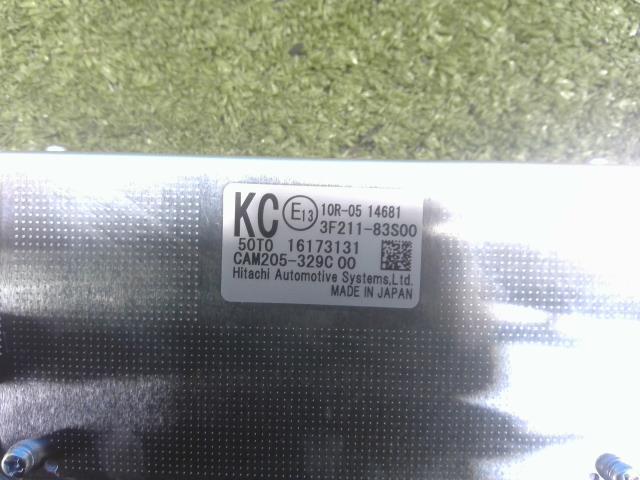 KC E13 10R-05 14681
3F211-83S00
50T0 16173131
CAM205-329C 00
Hitachi Automotive Systems,Ltd.
MADE IN JAPAN